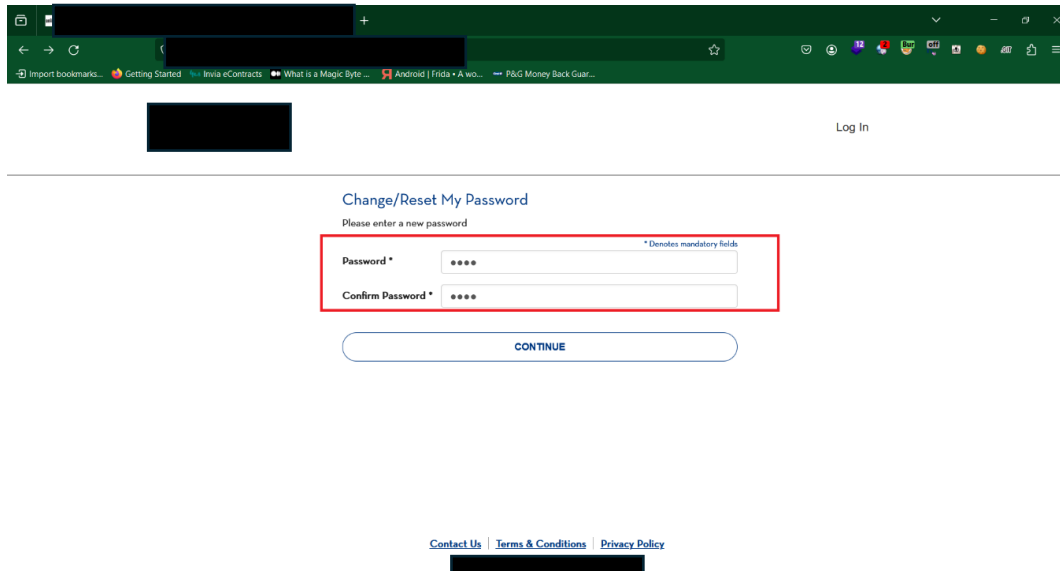 Import bookmarks... Getting Started Invia eContracts What is a Magic Byte ... Android | Frida • A wo... P&G Money Back Guar...
Log In
Change/Reset My Password
Please enter a new password
* Denotes mandatory fields
Password *
Confirm Password *
CONTINUE
Contact Us | Terms & Conditions | Privacy Policy